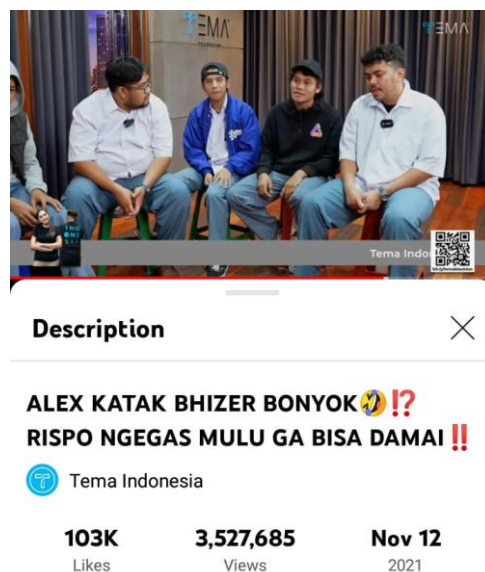 TEMA
TEMA
Tema Indo
Description
ALEX KATAK BHIZER BONYOK🤣⁉️
RISPO NGEGAS MULU GA BISA DAMAI‼️
Tema Indonesia
103K
3,527,685
Nov 12
Likes
Views
2021